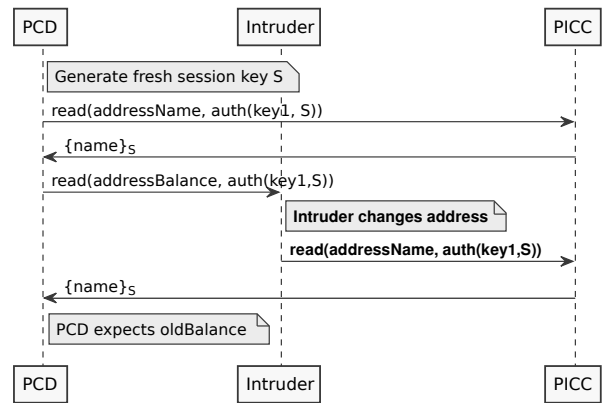 PCD Intruder PICC
Generate fresh session key S
read(addressName, auth(key1, S))
{name}S
read(addressBalance, auth(key1,S))
Intruder changes address
read(addressName, auth(key1,S))
{name}S
PCD expects oldBalance
PCD Intruder PICC